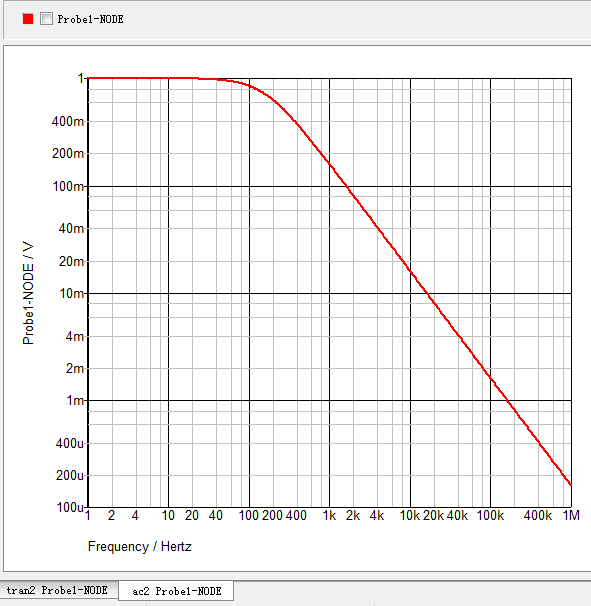 Probe1-NODE
1
400m
200m
100m
40m
20m
10m
4m
2m
1m
400u
200u
100u
Probe1-NODE / V
1 2 4 10 20 40 100 200 400 1k 2k 4k 10k 20k 40k 100k 400k 1M
Frequency / Hertz
tran2 Probe1-NODE ac2 Probe1-NODE